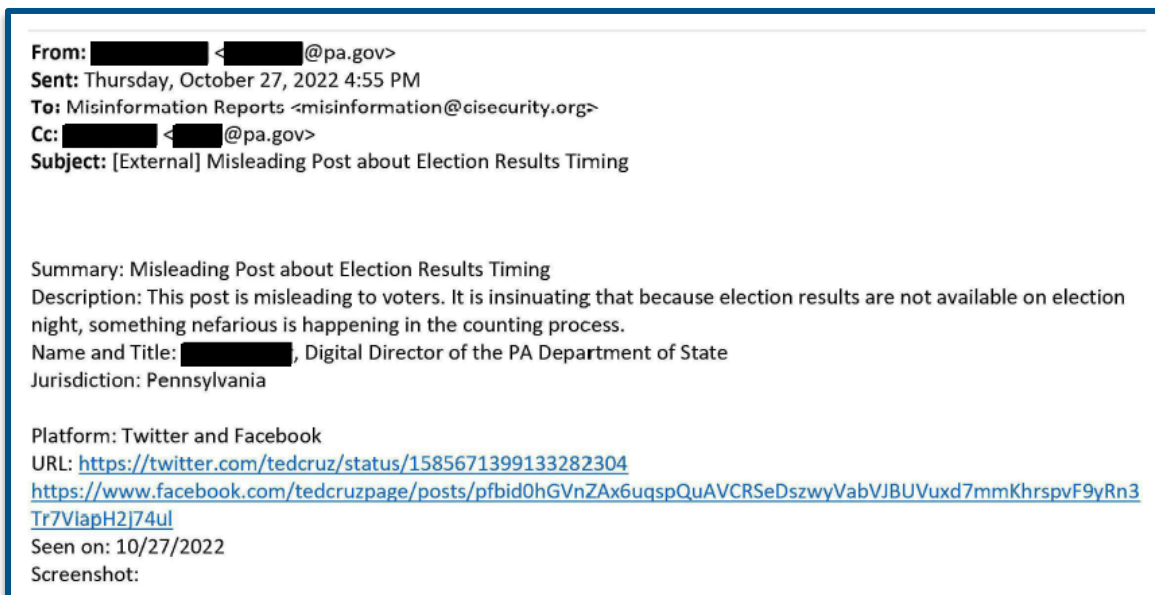 From: <@pa.gov>
Sent: Thursday, October 27, 2022 4:55 PM
To: Misinformation Reports <misinformation@cisecurity.org>
Cc: <@pa.gov>
Subject: [External] Misleading Post about Election Results Timing
Summary: Misleading Post about Election Results Timing
Description: This post is misleading to voters. It is insinuating that because election results are not available on election
night, something nefarious is happening in the counting process.
Name and Title: , Digital Director of the PA Department of State
Jurisdiction: Pennsylvania
Platform: Twitter and Facebook
URL: https://twitter.com/tedcruz/status/1585671399133282304
https://www.facebook.com/tedcruzpage/posts/pfbid0hGVnZAx6uqspQuAVCRSeDszwyVabVJBUVuxd7mmKhrspvF9yRn3
Tr7ViapH2j74ul
Seen on: 10/27/2022
Screenshot: